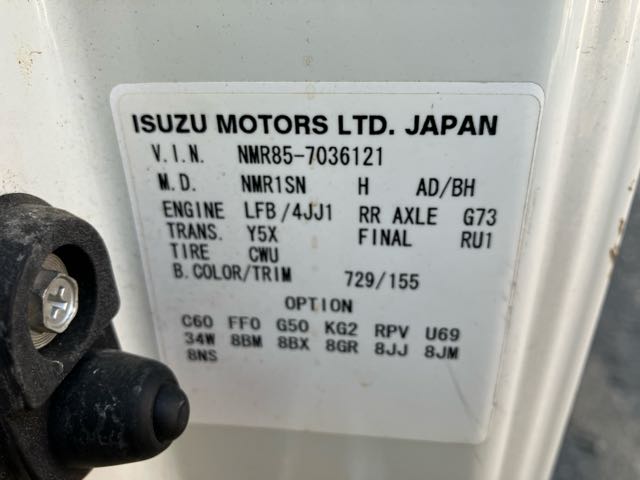 ISUZU MOTORS LTD. JAPAN
V.I.N. NMR85-7036121
M.D. NMR1SN H AD/BH
ENGINE LFB/4JJ1 RR AXLE G73
TRANS. Y5X FINAL RU1
TIRE CWU
B.COLOR/TRIM 729/155
OPTION
C60 FF0 G50 KG2 RPV U69
34W 8BM 8BX 8GR 8JJ 8JM
8NS